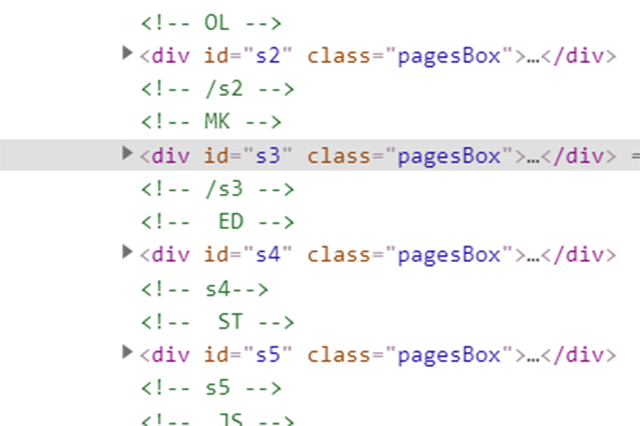 <!-- OL -->
<div id="s2" class="pagesBox">…</div>
<!-- /s2 -->
<!-- MK -->
<div id="s3" class="pagesBox">…</div> =
<!-- /s3 -->
<!--  ED -->
<div id="s4" class="pagesBox">…</div>
<!-- s4-->
<!--  ST -->
<div id="s5" class="pagesBox">…</div>
<!-- s5 -->
<!--  JS -->